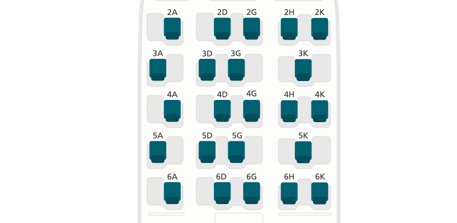 2A 2D 2G 2H 2K
3A 3D 3G 3K
4A 4D 4G 4H 4K
5A 5D 5G 5K
6A 6D 6G 6H 6K